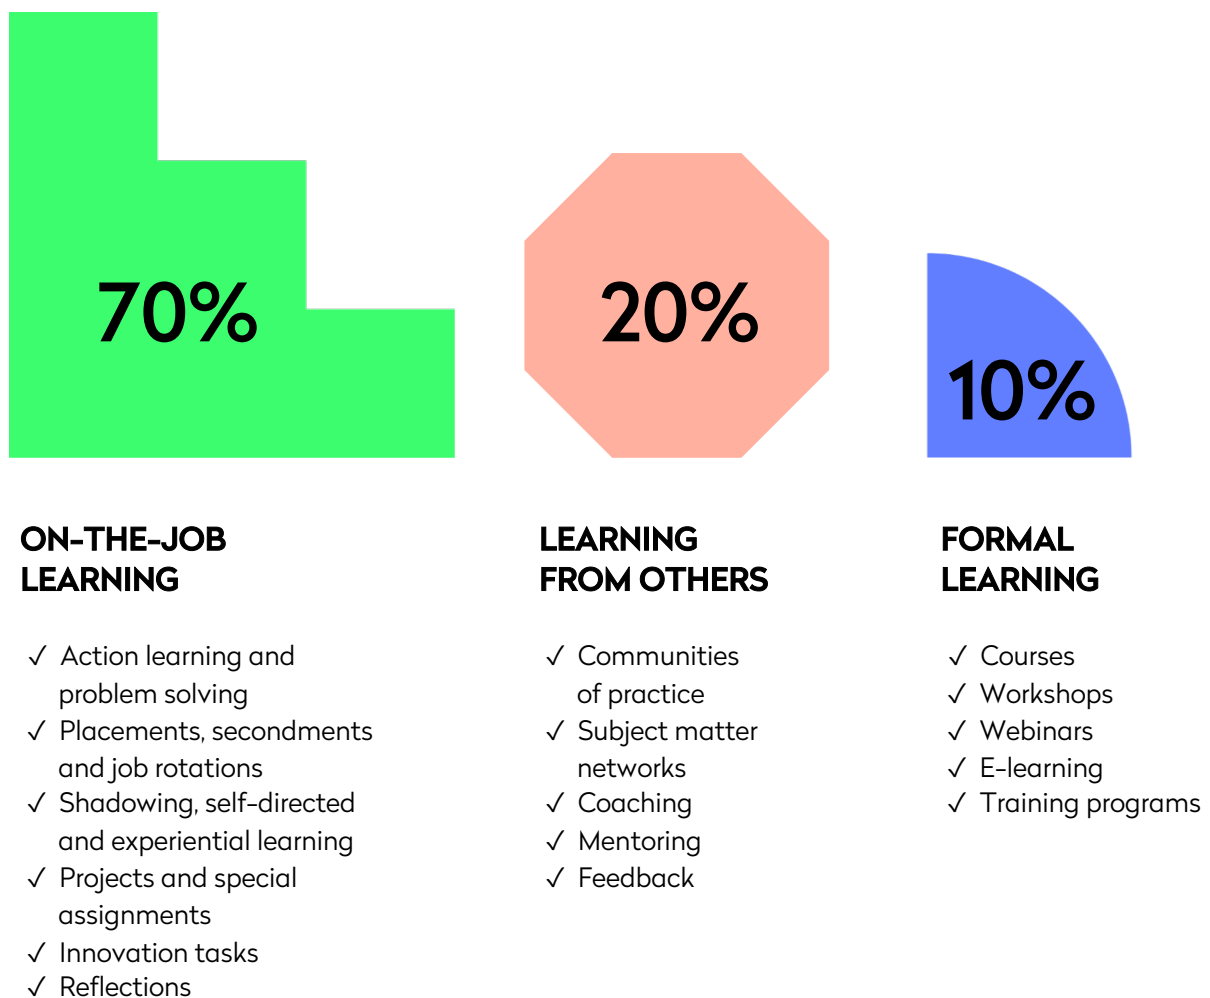 70%
20%
10%
ON-THE-JOB
LEARNING
✓ Action learning and
problem solving
✓ Placements, secondments
and job rotations
✓ Shadowing, self-directed
and experiential learning
✓ Projects and special
assignments
✓ Innovation tasks
✓ Reflections
LEARNING
FROM OTHERS
✓ Communities
of practice
✓ Subject matter
networks
✓ Coaching
✓ Mentoring
✓ Feedback
FORMAL
LEARNING
✓ Courses
✓ Workshops
✓ Webinars
✓ E-learning
✓ Training programs